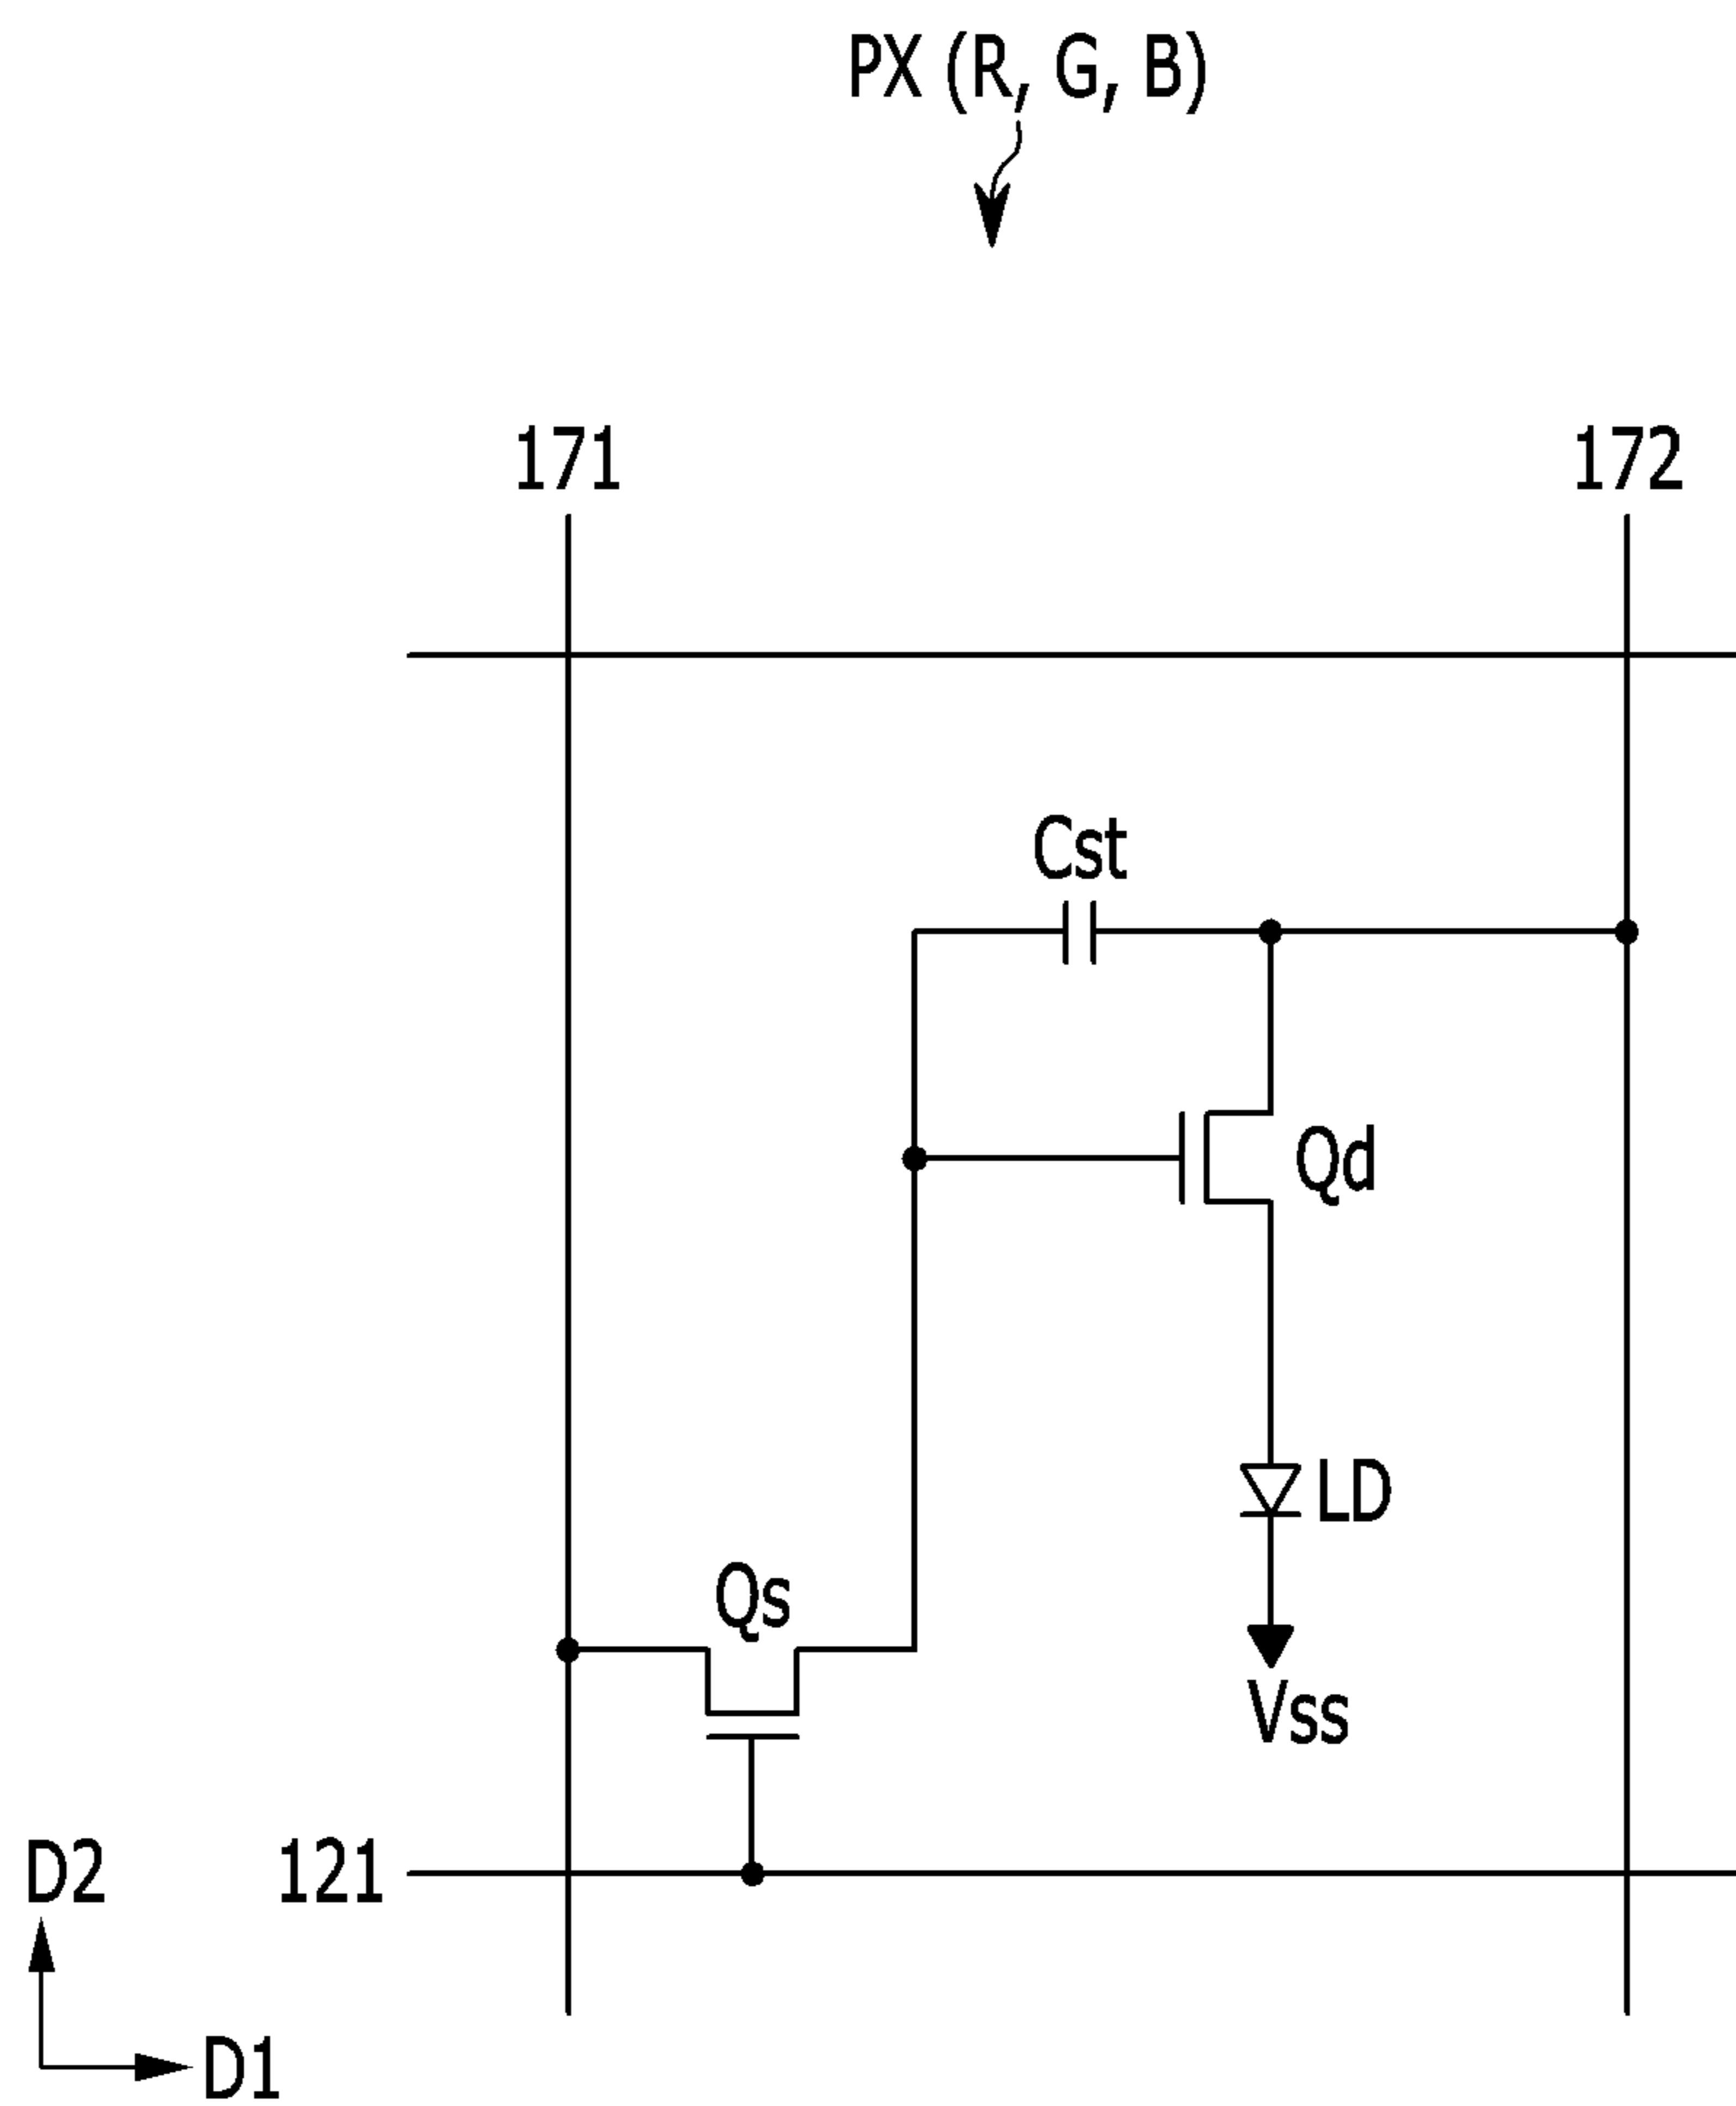 PX (R, G, B)
171
172
Cst
Qd
LD
Qs
Vss
D2
121
D1